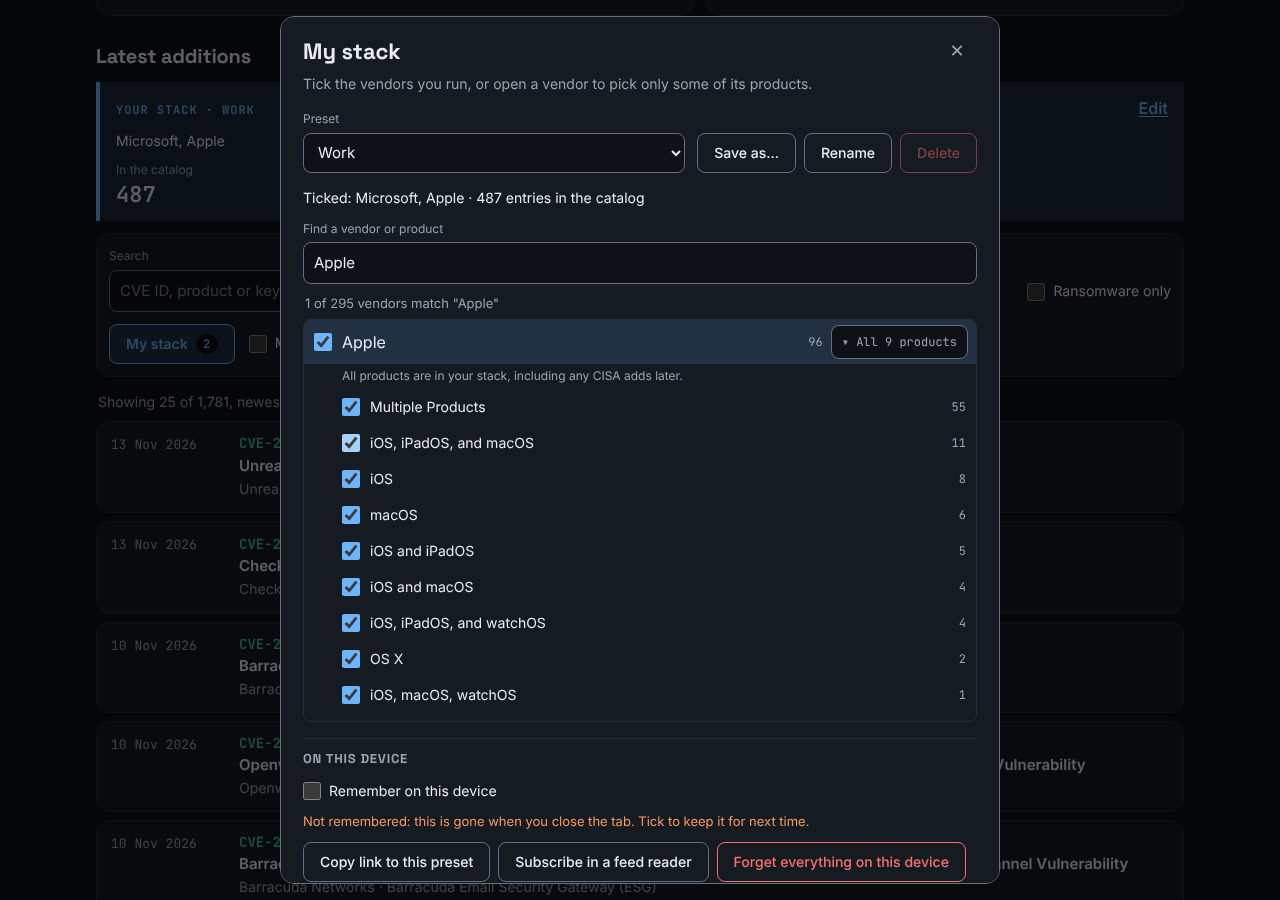 Latest additions
My stack
✕
Tick the vendors you run, or open a vendor to pick only some of its products.
YOUR STACK · WORK
Edit
Microsoft, Apple
In the catalog
487
Preset
Work
Save as...
Rename
Delete
Ticked: Microsoft, Apple · 487 entries in the catalog
Find a vendor or product
Apple
1 of 295 vendors match "Apple"
Search
CVE ID, product or key
Ransomware only
My stack 2
Apple 96 ▾ All 9 products
All products are in your stack, including any CISA adds later.
Multiple Products 55
iOS, iPadOS, and macOS 11
iOS 8
macOS 6
iOS and iPadOS 5
iOS and macOS 4
iOS, iPadOS, and watchOS 4
OS X 2
iOS, macOS, watchOS 1
Showing 25 of 1,781, newes
13 Nov 2026 CVE-2
Unrea
Unrea
13 Nov 2026 CVE-2
Check
Check
10 Nov 2026 CVE-2
Barrac
Barrac
10 Nov 2026 CVE-2
Openw
Vulnerability
Openw
10 Nov 2026 CVE-2
Barrac
nnel Vulnerability
Barracuda Networks · Barracuda Email Security Gateway (ESG)
ON THIS DEVICE
Remember on this device
Not remembered: this is gone when you close the tab. Tick to keep it for next time.
Copy link to this preset
Subscribe in a feed reader
Forget everything on this device